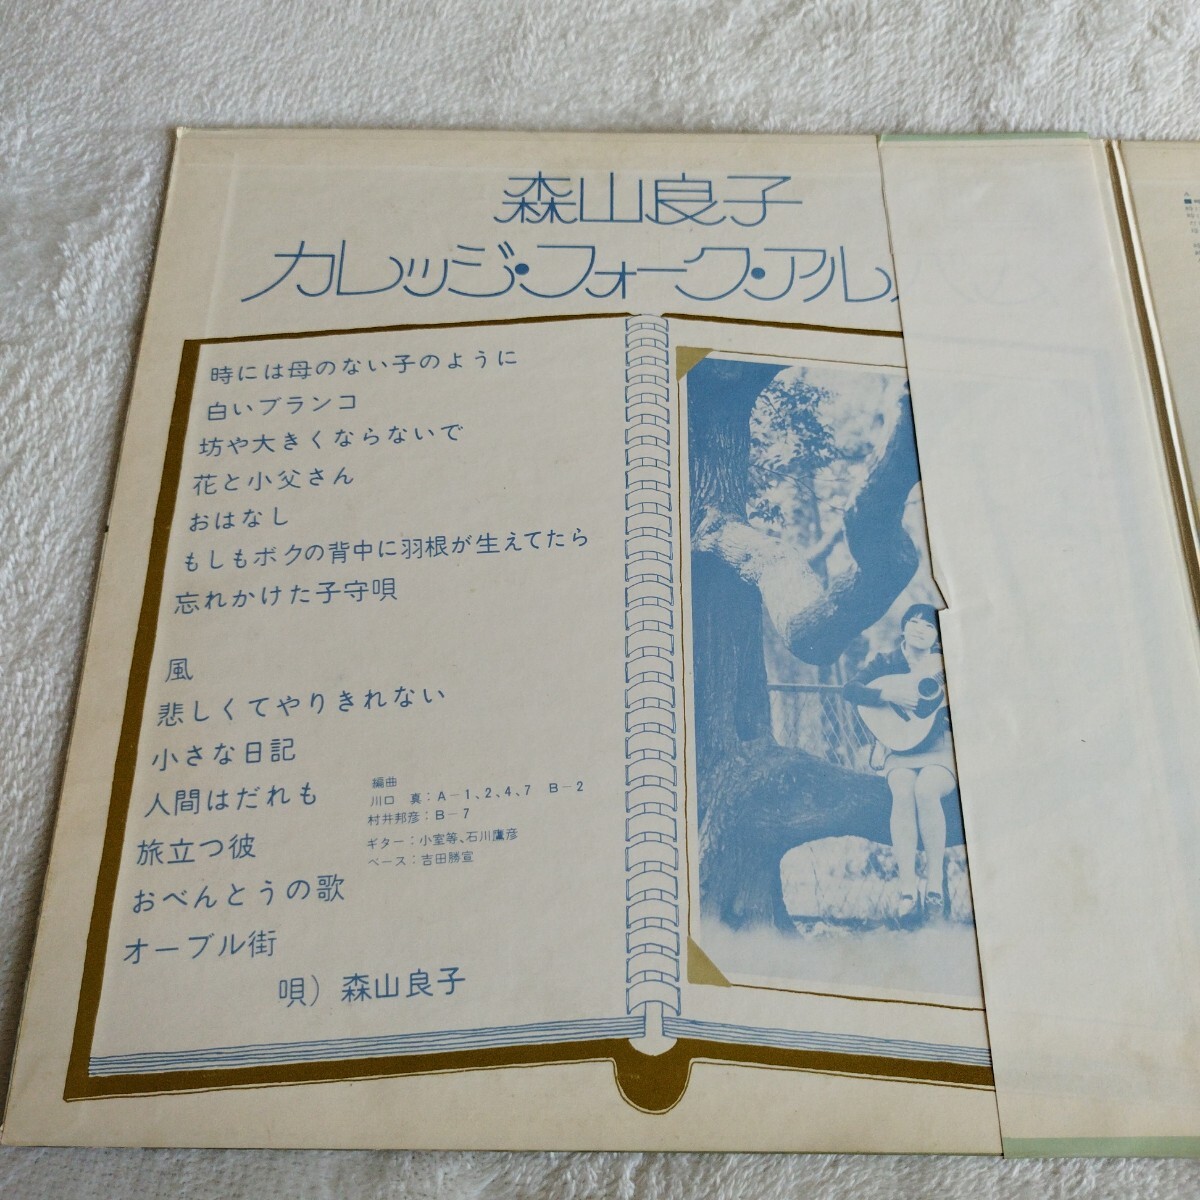 森山良子
カレッジ・フォーク・アル
時には母のない子のように
白いブランコ
坊や大きくならないで
花と小父さん
おはなし
もしもボクの背中に羽根が生えてたら
忘れかけた子守唄
風
悲しくてやりきれない
小さな日記
人間はだれも
旅立つ彼
おべんとうの歌
オーブル街
編曲
川口 真：A－1、2、4、7 B－2
村井邦彦：B－7
ギター：小室等、石川鷹彦
ベース：吉田勝宣
唄）森山良子